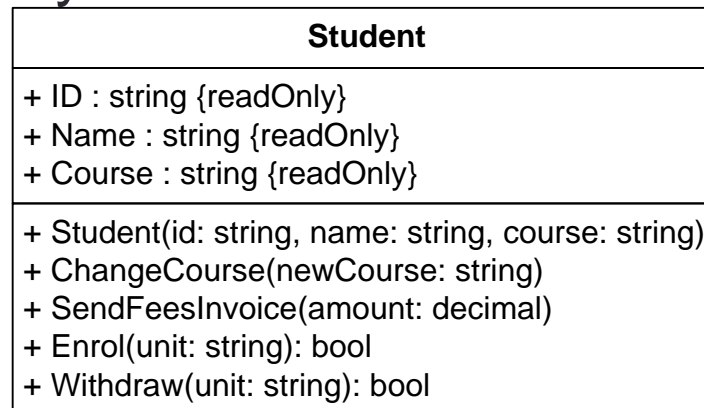 Student
+ ID : string {readOnly}
+ Name : string {readOnly}
+ Course : string {readOnly}
+ Student(id: string, name: string, course: string)
+ ChangeCourse(newCourse: string)
+ SendFeesInvoice(amount: decimal)
+ Enrol(unit: string): bool
+ Withdraw(unit: string): bool